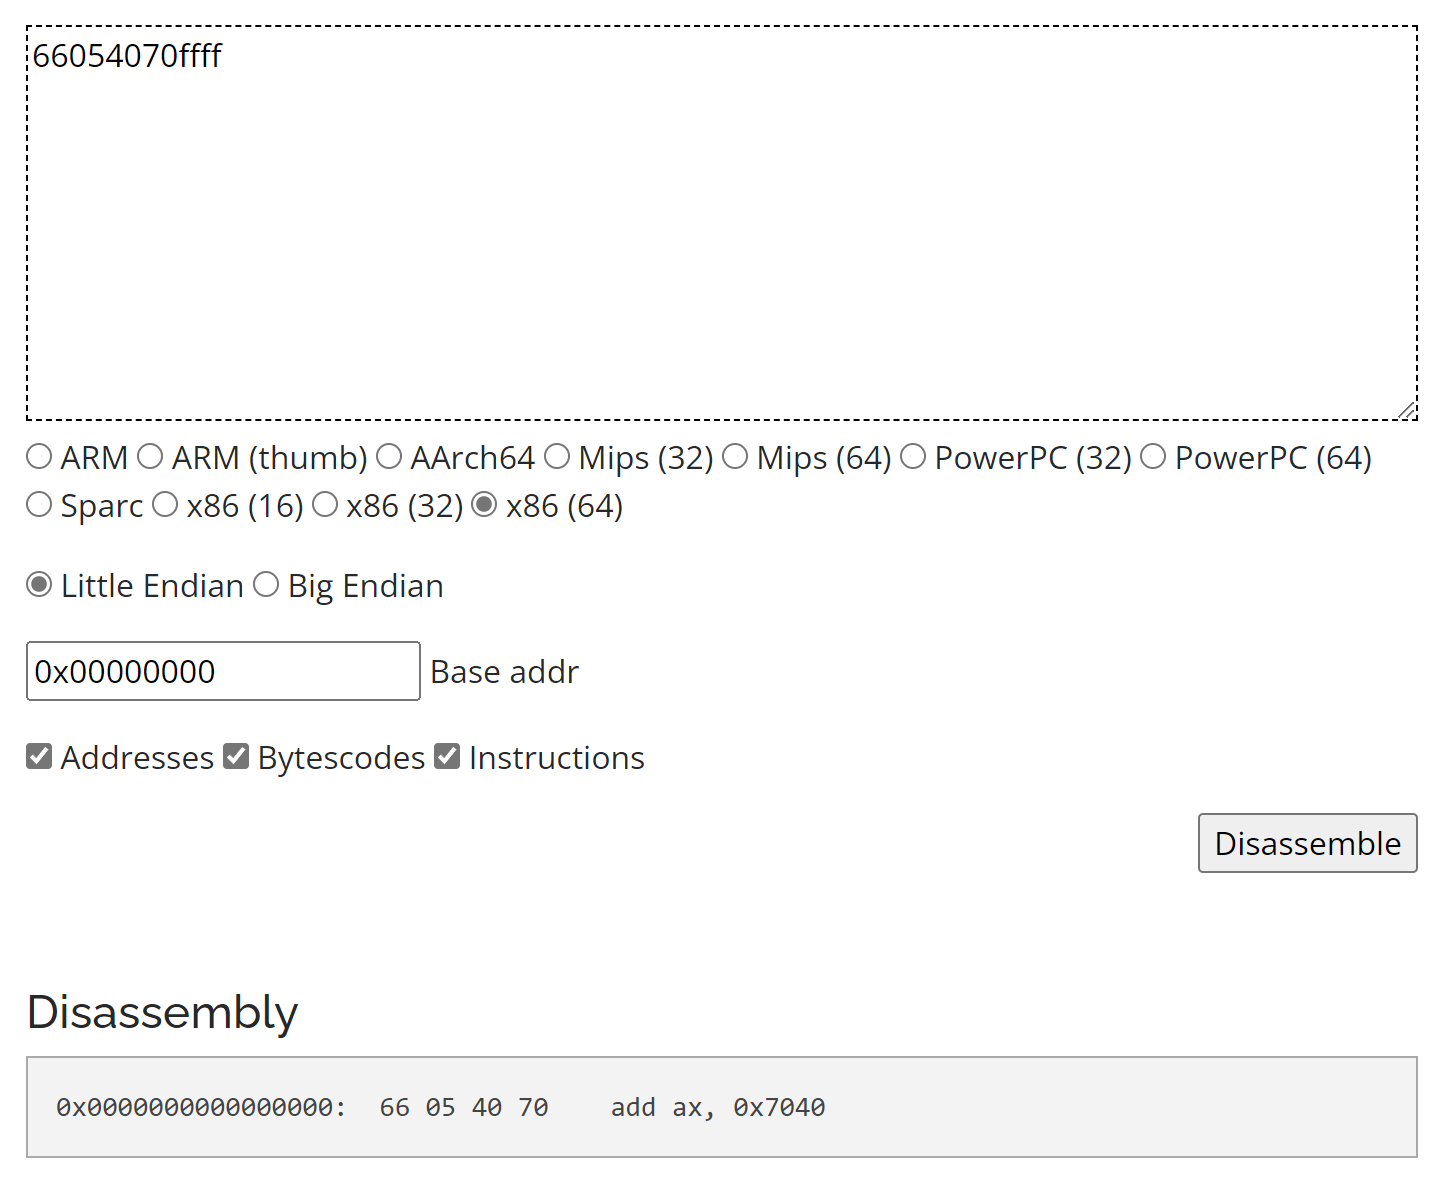 66054070ffff
ARM ARM (thumb) AArch64 Mips (32) Mips (64) PowerPC (32) PowerPC (64)
Sparc x86 (16) x86 (32) x86 (64)
Little Endian Big Endian
0x00000000 Base addr
Addresses Bytescodes Instructions
Disassemble
Disassembly
0x0000000000000000:  66 05 40 70    add ax, 0x7040